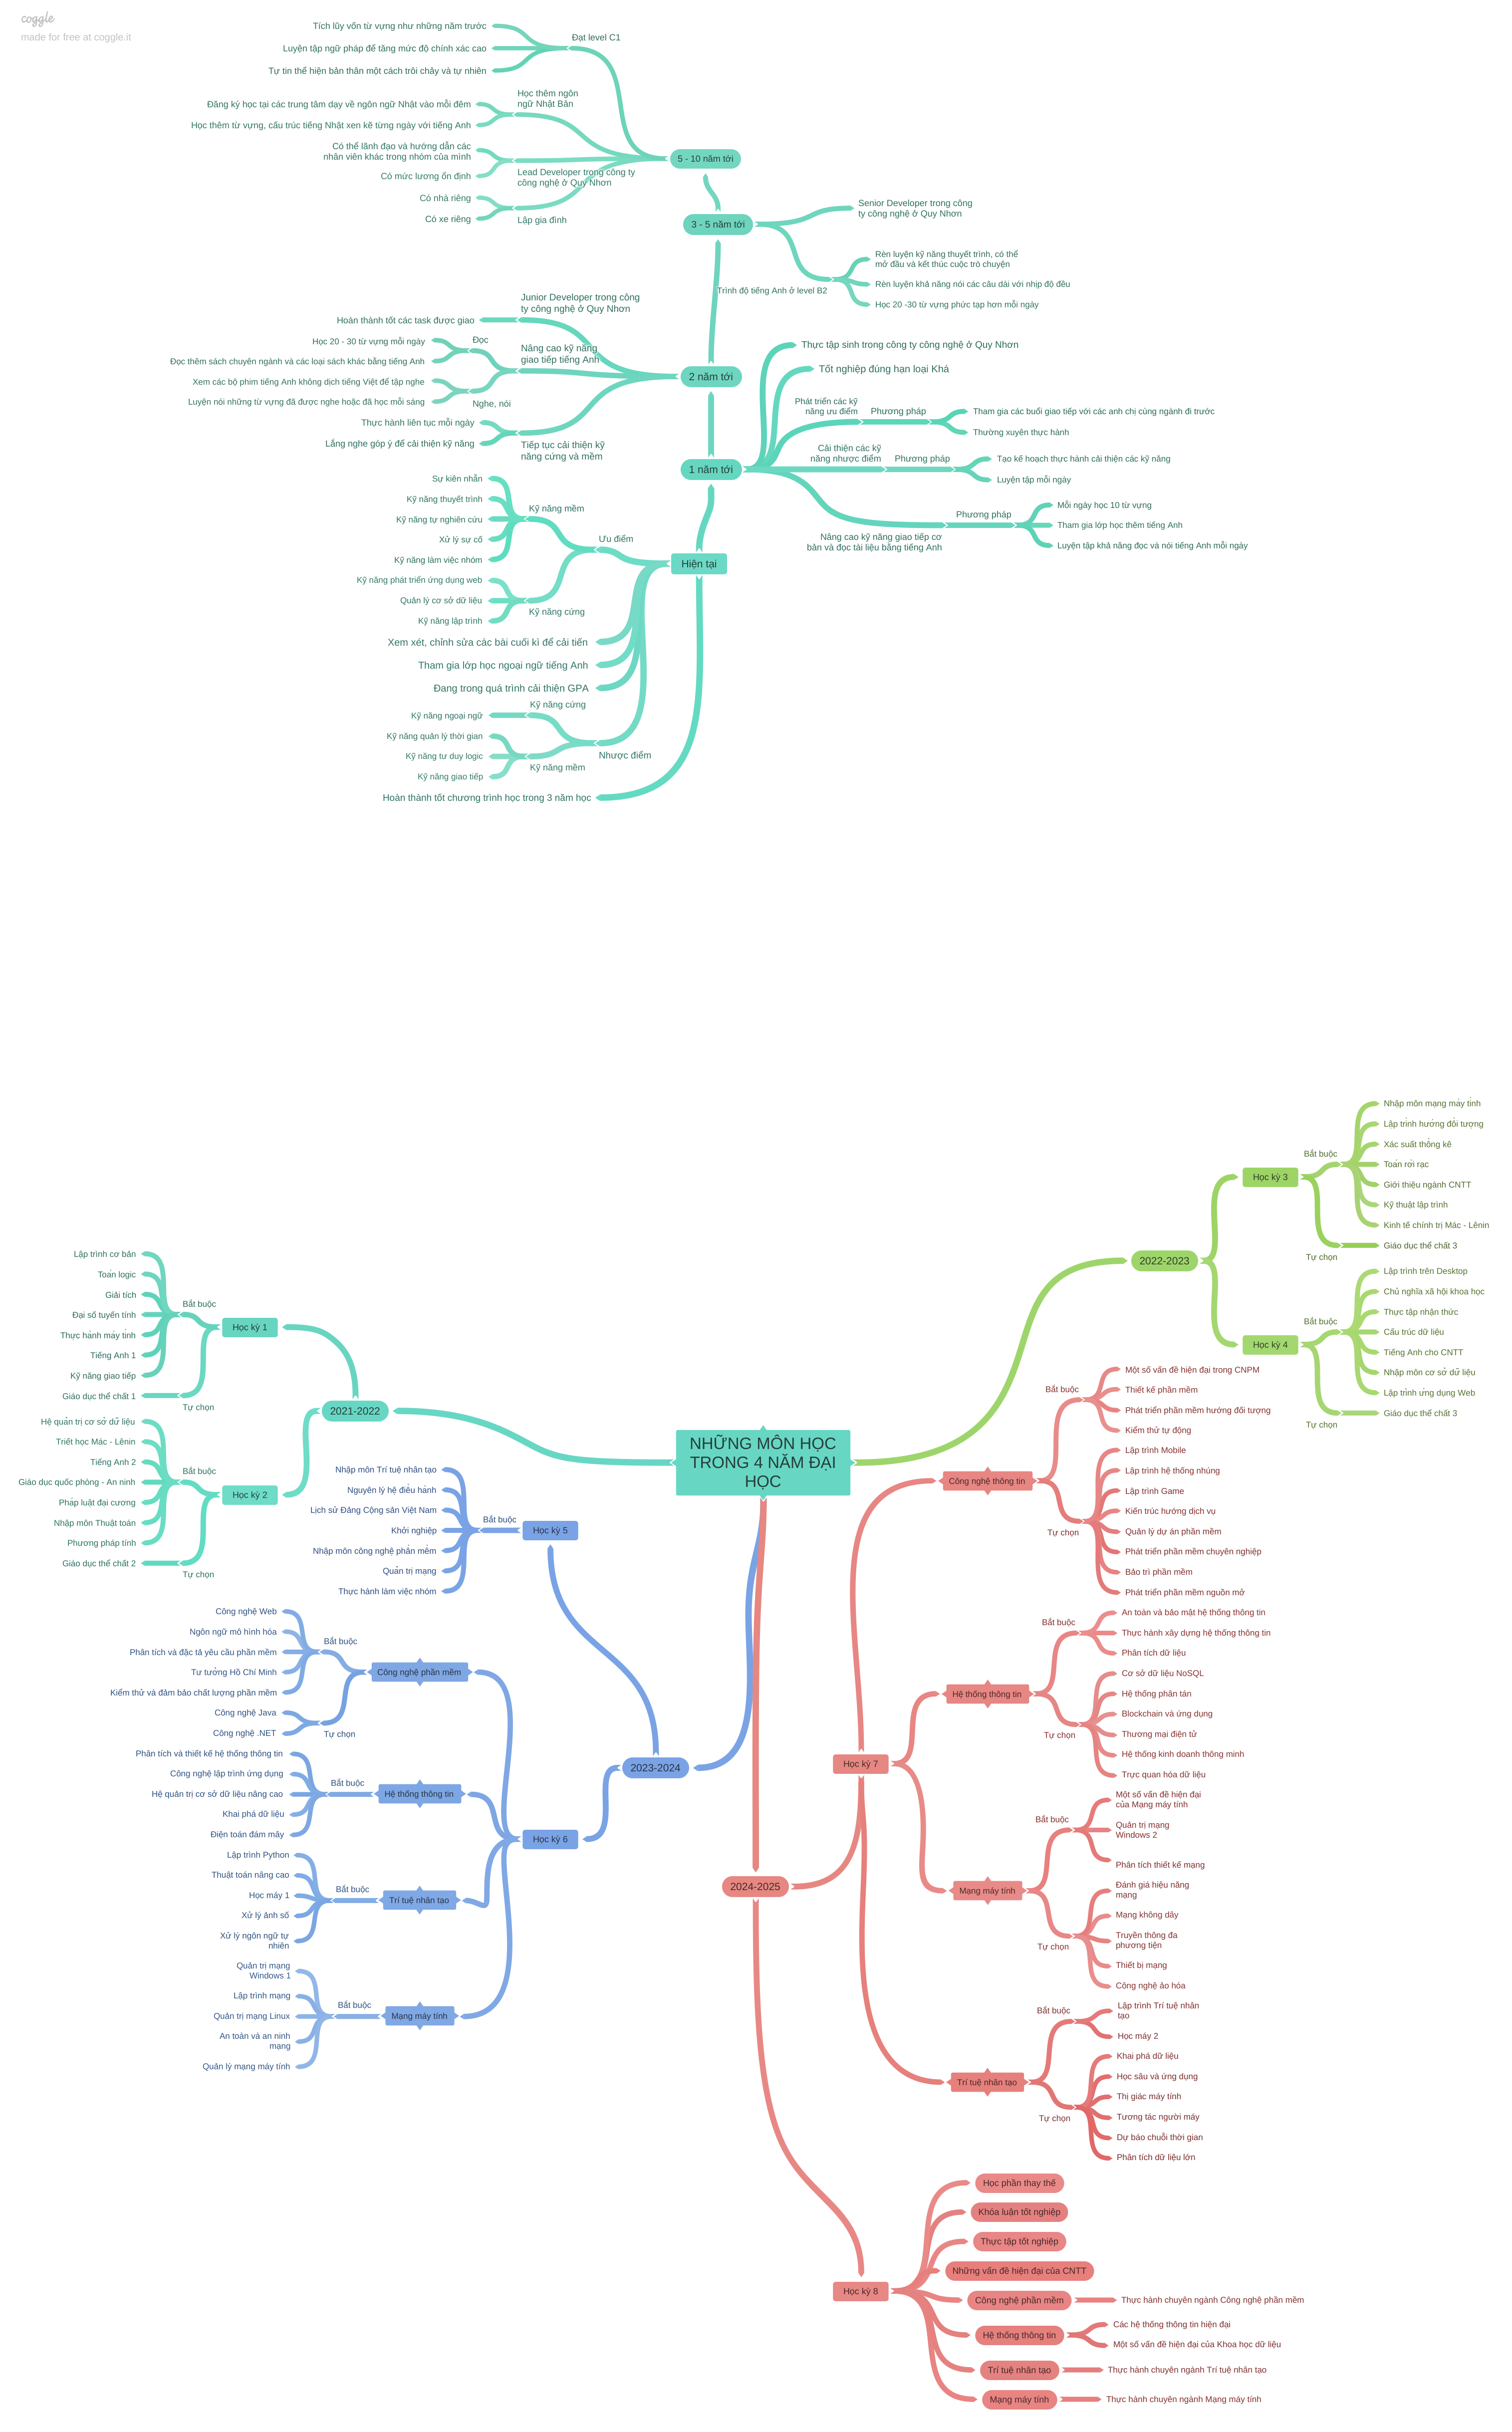 coggle
made for free at coggle.it
Tích lũy vốn từ vựng như những năm trước
Luyện tập ngữ pháp để tăng mức độ chính xác cao
Tự tin thể hiện bản thân một cách trôi chảy và tự nhiên
Đạt level C1
Đăng ký học tại các trung tâm dạy về ngôn ngữ Nhật vào mỗi đêm
Học thêm từ vựng, cấu trúc tiếng Nhật xen kẽ từng ngày với tiếng Anh
Học thêm ngôn
ngữ Nhật Bản
Có thể lãnh đạo và hướng dẫn các
nhân viên khác trong nhóm của mình
Có mức lương ổn định
Lead Developer trong công ty
công nghệ ở Quy Nhơn
Có nhà riêng
Có xe riêng
Lập gia đình
5 - 10 năm tới
3 - 5 năm tới
Senior Developer trong công
ty công nghệ ở Quy Nhơn
Trình độ tiếng Anh ở level B2
Rèn luyện kỹ năng thuyết trình, có thể
mở đầu và kết thúc cuộc trò chuyện
Rèn luyện khả năng nói các câu dài với nhịp độ đều
Học 20 -30 từ vựng phức tạp hơn mỗi ngày
Junior Developer trong công
ty công nghệ ở Quy Nhơn
Hoàn thành tốt các task được giao
Nâng cao kỹ năng
giao tiếp tiếng Anh
Đọc
Học 20 - 30 từ vựng mỗi ngày
Đọc thêm sách chuyên ngành và các loại sách khác bằng tiếng Anh
Xem các bộ phim tiếng Anh không dịch tiếng Việt để tập nghe
Luyện nói những từ vựng đã được nghe hoặc đã học mỗi sáng
Nghe, nói
Thực hành liên tục mỗi ngày
Lắng nghe góp ý để cải thiện kỹ năng
Tiếp tục cải thiện kỹ
năng cứng và mềm
2 năm tới
1 năm tới
Thực tập sinh trong công ty công nghệ ở Quy Nhơn
Tốt nghiệp đúng hạn loại Khá
Phát triển các kỹ
năng ưu điểm
Phương pháp
Tham gia các buổi giao tiếp với các anh chị cùng ngành đi trước
Thường xuyên thực hành
Cải thiện các kỹ
năng nhược điểm
Phương pháp
Tạo kế hoạch thực hành cải thiện các kỹ năng
Luyện tập mỗi ngày
Nâng cao kỹ năng giao tiếp cơ
bản và đọc tài liệu bằng tiếng Anh
Phương pháp
Mỗi ngày học 10 từ vựng
Tham gia lớp học thêm tiếng Anh
Luyện tập khả năng đọc và nói tiếng Anh mỗi ngày
Hiện tại
Ưu điểm
Kỹ năng mềm
Sự kiên nhẫn
Kỹ năng thuyết trình
Kỹ năng tự nghiên cứu
Xử lý sự cố
Kỹ năng làm việc nhóm
Kỹ năng phát triển ứng dụng web
Quản lý cơ sở dữ liệu
Kỹ năng lập trình
Kỹ năng cứng
Xem xét, chỉnh sửa các bài cuối kì để cải tiến
Tham gia lớp học ngoại ngữ tiếng Anh
Đang trong quá trình cải thiện GPA
Kỹ năng cứng
Kỹ năng ngoại ngữ
Kỹ năng quản lý thời gian
Kỹ năng tư duy logic
Kỹ năng giao tiếp
Kỹ năng mềm
Nhược điểm
Hoàn thành tốt chương trình học trong 3 năm học
NHỮNG MÔN HỌC
TRONG 4 NĂM ĐẠI
HỌC
2021-2022
Học kỳ 1
Bắt buộc
Lập trình cơ bản
Toán logic
Giải tích
Đại số tuyến tính
Thực hành máy tính
Tiếng Anh 1
Kỹ năng giao tiếp
Giáo dục thể chất 1
Tự chọn
Học kỳ 2
Bắt buộc
Hệ quản trị cơ sở dữ liệu
Triết học Mác - Lênin
Tiếng Anh 2
Giáo dục quốc phòng - An ninh
Pháp luật đại cương
Nhập môn Thuật toán
Phương pháp tính
Giáo dục thể chất 2
Tự chọn
2022-2023
Học kỳ 3
Bắt buộc
Nhập môn mạng máy tính
Lập trình hướng đối tượng
Xác suất thống kê
Toán rời rạc
Giới thiệu ngành CNTT
Kỹ thuật lập trình
Kinh tế chính trị Mác - Lênin
Giáo dục thể chất 3
Tự chọn
Học kỳ 4
Bắt buộc
Lập trình trên Desktop
Chủ nghĩa xã hội khoa học
Thực tập nhận thức
Cấu trúc dữ liệu
Tiếng Anh cho CNTT
Nhập môn cơ sở dữ liệu
Lập trình ứng dụng Web
Giáo dục thể chất 3
Tự chọn
2023-2024
Học kỳ 5
Bắt buộc
Nhập môn Trí tuệ nhân tạo
Nguyên lý hệ điều hành
Lịch sử Đảng Cộng sản Việt Nam
Khởi nghiệp
Nhập môn công nghệ phần mềm
Quản trị mạng
Thực hành làm việc nhóm
Học kỳ 6
Công nghệ phần mềm
Bắt buộc
Công nghệ Web
Ngôn ngữ mô hình hóa
Phân tích và đặc tả yêu cầu phần mềm
Tư tưởng Hồ Chí Minh
Kiểm thử và đảm bảo chất lượng phần mềm
Công nghệ Java
Công nghệ .NET
Tự chọn
Hệ thống thông tin
Bắt buộc
Phân tích và thiết kế hệ thống thông tin
Công nghệ lập trình ứng dụng
Hệ quản trị cơ sở dữ liệu nâng cao
Khai phá dữ liệu
Điện toán đám mây
Trí tuệ nhân tạo
Bắt buộc
Lập trình Python
Thuật toán nâng cao
Học máy 1
Xử lý ảnh số
Xử lý ngôn ngữ tự
nhiên
Mạng máy tính
Bắt buộc
Quản trị mạng
Windows 1
Lập trình mạng
Quản trị mạng Linux
An toàn và an ninh
mạng
Quản lý mạng máy tính
2024-2025
Học kỳ 7
Công nghệ thông tin
Bắt buộc
Một số vấn đề hiện đại trong CNPM
Thiết kế phần mềm
Phát triển phần mềm hướng đối tượng
Kiểm thử tự động
Lập trình Mobile
Lập trình hệ thống nhúng
Lập trình Game
Kiến trúc hướng dịch vụ
Quản lý dự án phần mềm
Phát triển phần mềm chuyên nghiệp
Bảo trì phần mềm
Phát triển phần mềm nguồn mở
Tự chọn
Hệ thống thông tin
Bắt buộc
An toàn và bảo mật hệ thống thông tin
Thực hành xây dựng hệ thống thông tin
Phân tích dữ liệu
Cơ sở dữ liệu NoSQL
Hệ thống phân tán
Blockchain và ứng dụng
Thương mại điện tử
Hệ thống kinh doanh thông minh
Trực quan hóa dữ liệu
Tự chọn
Mạng máy tính
Bắt buộc
Một số vấn đề hiện đại
của Mạng máy tính
Quản trị mạng
Windows 2
Phân tích thiết kế mạng
Đánh giá hiệu năng
mạng
Mạng không dây
Truyền thông đa
phương tiện
Thiết bị mạng
Công nghệ ảo hóa
Tự chọn
Trí tuệ nhân tạo
Bắt buộc
Lập trình Trí tuệ nhân
tạo
Học máy 2
Khai phá dữ liệu
Học sâu và ứng dụng
Thị giác máy tính
Tương tác người máy
Dự báo chuỗi thời gian
Phân tích dữ liệu lớn
Tự chọn
Học kỳ 8
Học phần thay thế
Khóa luận tốt nghiệp
Thực tập tốt nghiệp
Những vấn đề hiện đại của CNTT
Công nghệ phần mềm
Thực hành chuyên ngành Công nghệ phần mềm
Hệ thống thông tin
Các hệ thống thông tin hiện đại
Một số vấn đề hiện đại của Khoa học dữ liệu
Trí tuệ nhân tạo
Thực hành chuyên ngành Trí tuệ nhân tạo
Mạng máy tính
Thực hành chuyên ngành Mạng máy tính